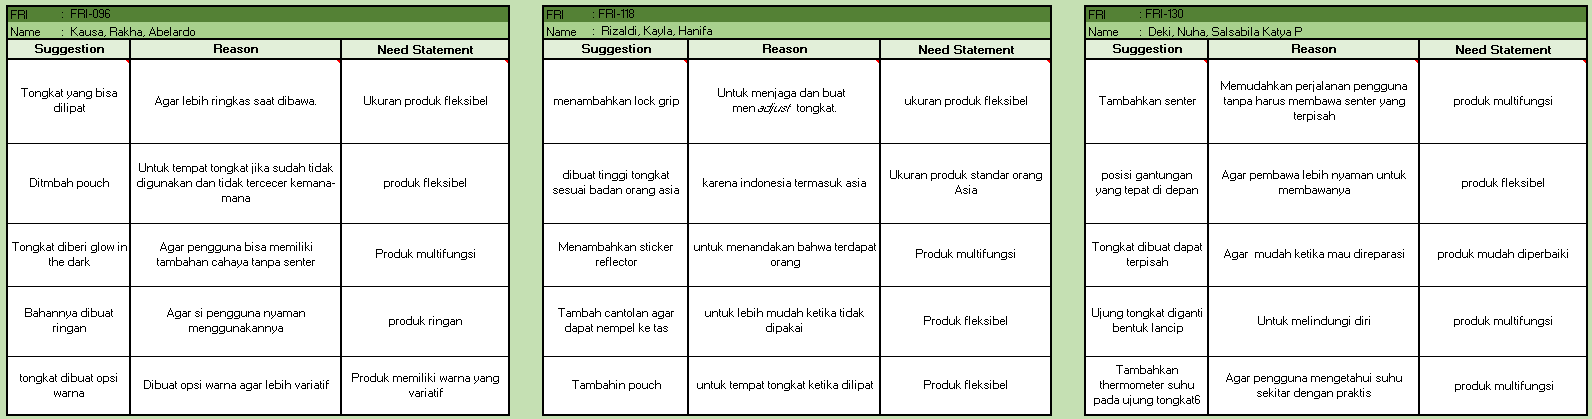 FRI : FRI-096
Name : Kausa, Rakha, Abelardo
Suggestion Reason Need Statement
Tongkat yang bisa
dilipat
Agar lebih ringkas saat dibawa.
Ukuran produk fleksibel
Ditmbah pouch
Untuk tempat tongkat jika sudah tidak
digunakan dan tidak tercecer kemana-
mana
produk fleksibel
Tongkat diberi glow in
the dark
Agar pengguna bisa memiliki
tambahan cahaya tanpa senter
Produk multifungsi
Bahannya dibuat
ringan
Agar si pengguna nyaman
menggunakannya
produk ringan
tongkat dibuat opsi
warna
Dibuat opsi warna agar lebih variatif
Produk memiliki warna yang
variatif
FRI : FRI-118
Name : Rizaldi, Kayla, Hanifa
Suggestion Reason Need Statement
menambahkan lock grip
Untuk menjaga dan buat
men adjust tongkat.
ukuran produk fleksibel
dibuat tinggi tongkat
sesuai badan orang asia
karena indonesia termasuk asia
Ukuran produk standar orang
Asia
Menambahkan sticker
reflector
untuk menandakan bahwa terdapat
orang
Produk multifungsi
Tambah cantolan agar
dapat nempel ke tas
untuk lebih mudah ketika tidak
dipakai
Produk fleksibel
Tambahin pouch
untuk tempat tongkat ketika dilipat
Produk fleksibel
FRI : FRI-130
Name : Deki, Nuha, Salsabila Katya P
Suggestion Reason Need Statement
Tambahkan senter
Memudahkan perjalanan pengguna
tanpa harus membawa senter yang
terpisah
produk multifungsi
posisi gantungan
yang tepat di depan
Agar pembawa lebih nyaman untuk
membawanya
produk fleksibel
Tongkat dibuat dapat
terpisah
Agar mudah ketika mau direparasi
produk mudah diperbaiki
Ujung tongkat diganti
bentuk lancip
Untuk melindungi diri
produk multifungsi
Tambahkan
thermometer suhu
pada ujung tongkat6
Agar pengguna mengetahui suhu
sekitar dengan praktis
produk multifungsi